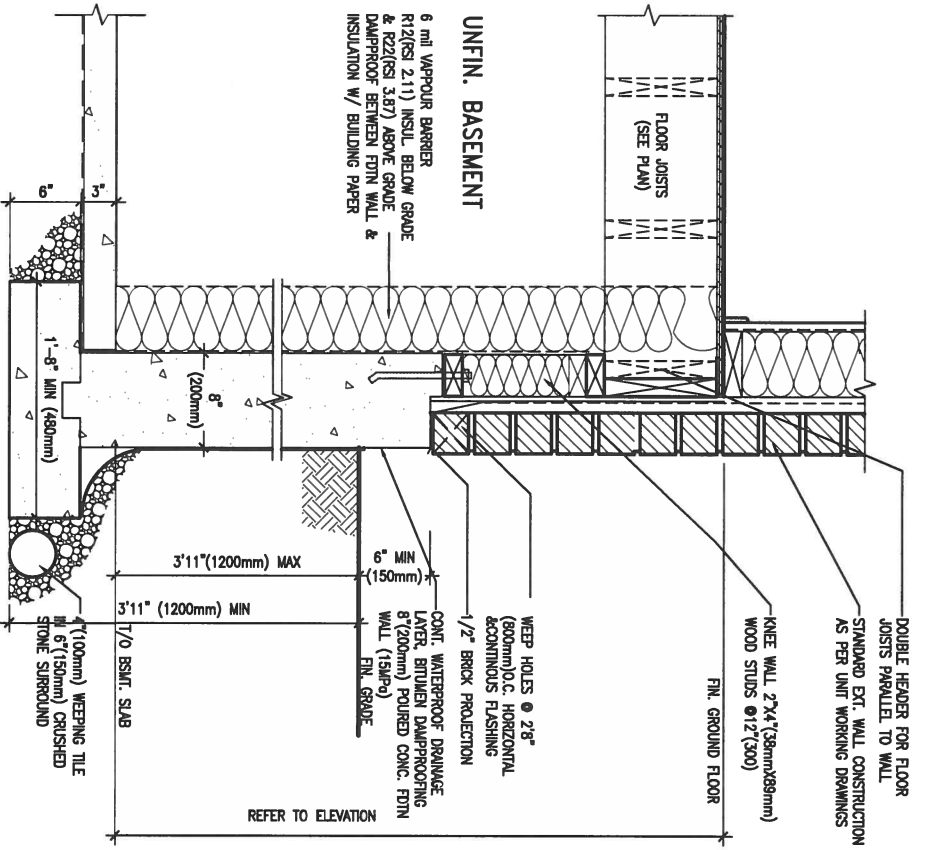 UNFIN. BASEMENT
6 mil VAPPOUR BARRIER
R12(RSI 2.11) INSUL. BELOW GRADE
& R22(RSI 3.87) ABOVE GRADE
DAMPPROOF BETWEEN FDTN WALL &
INSULATION W/ BUILDING PAPER
FLOOR JOISTS
(SEE PLAN)
DOUBLE HEADER FOR FLOOR
JOISTS PARALLEL TO WALL
STANDARD EXT. WALL CONSTRUCTION
AS PER UNIT WORKING DRAWINGS
KNEE WALL 2"X4"(38mmX89mm)
WOOD STUDS @12"(300)
FIN. GROUND FLOOR
WEEP HOLES @ 2'8"
(800mm)O.C. HORIZONTAL
&CONTINOUS FLASHING
1/2" BRICK PROJECTION
CONT. WATERPROOF DRAINAGE
LAYER, BITUMEN DAMPPROOFING
8"(200mm) POURED CONC. FDTN
WALL (15MPa)
FIN. GRADE
6" MIN
(150mm)
3'11"(1200mm) MAX
3'11" (1200mm) MIN
8"
(200mm)
REFER TO ELEVATION
T/O BSMT. SLAB
4"(100mm) WEEPING TILE
IN 6"(150mm) CRUSHED
STONE SURROUND
6"
3"
1'-8" MIN (480mm)